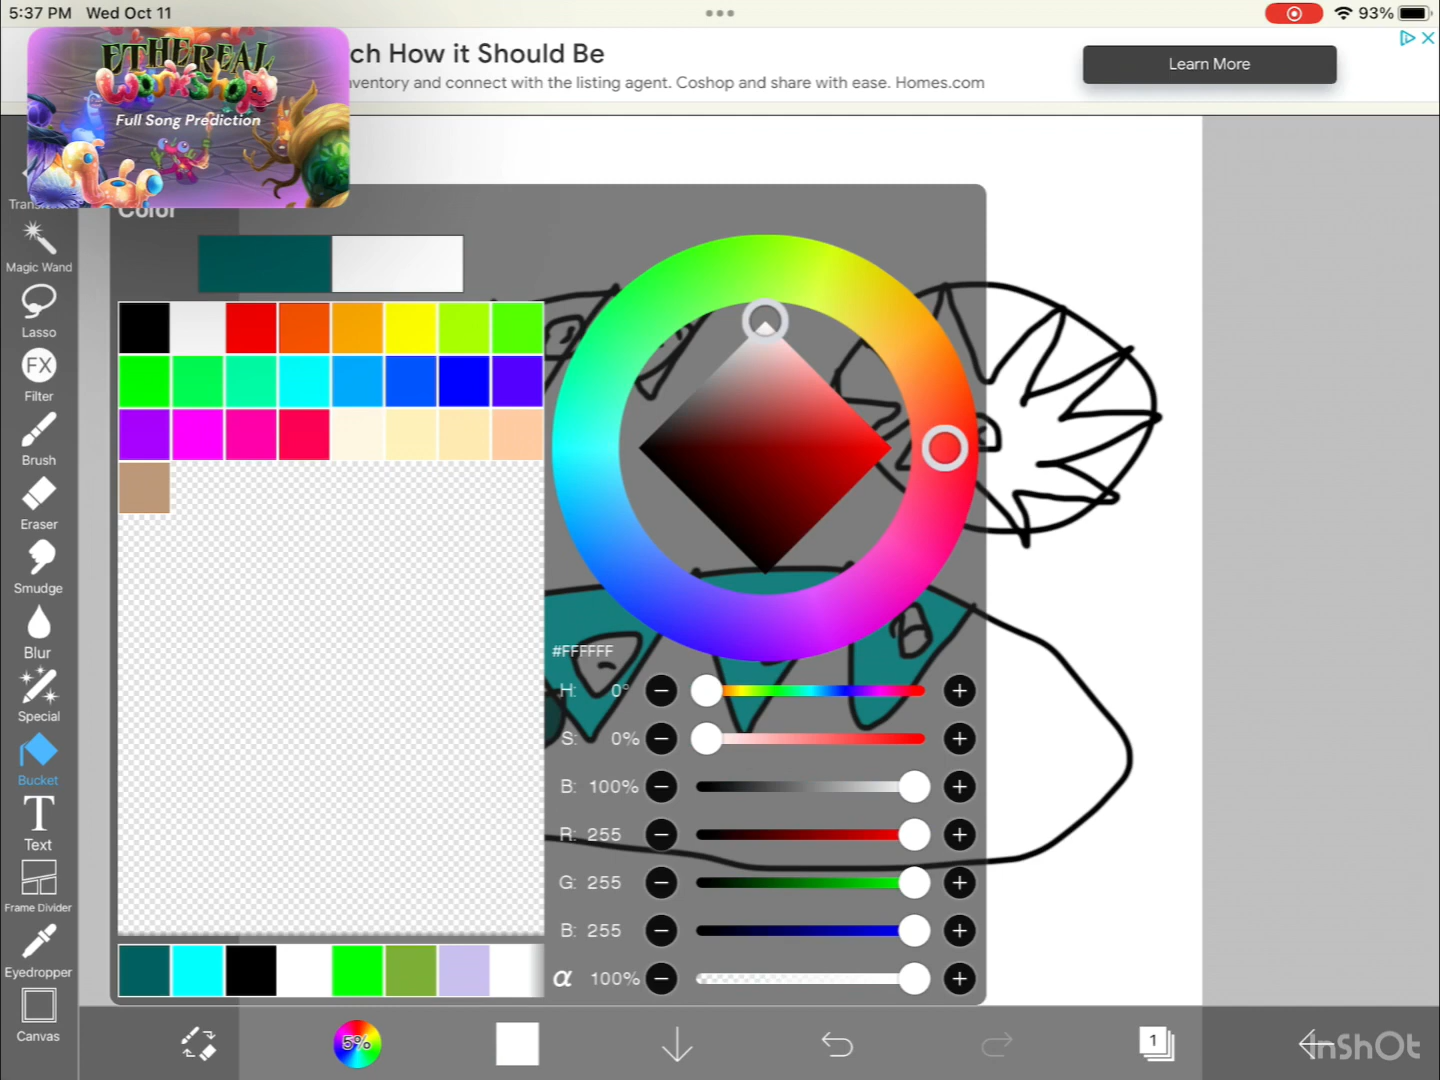 5:37 PM Wed Oct 11
93%
ch How it Should Be
nventory and connect with the listing agent. Coshop and share with ease. Homes.com
Learn More
ETHEREAL
Workshop
Full Song Prediction
Color
Magic Wand
Lasso
FX
Filter
Brush
Eraser
Smudge
Blur
Special
Bucket
T
Text
Frame Divider
Eyedropper
Canvas
#FFFFFF
H: 0°
S: 0%
B: 100%
R: 255
G: 255
B: 255
α 100%
5%
1
InShOt